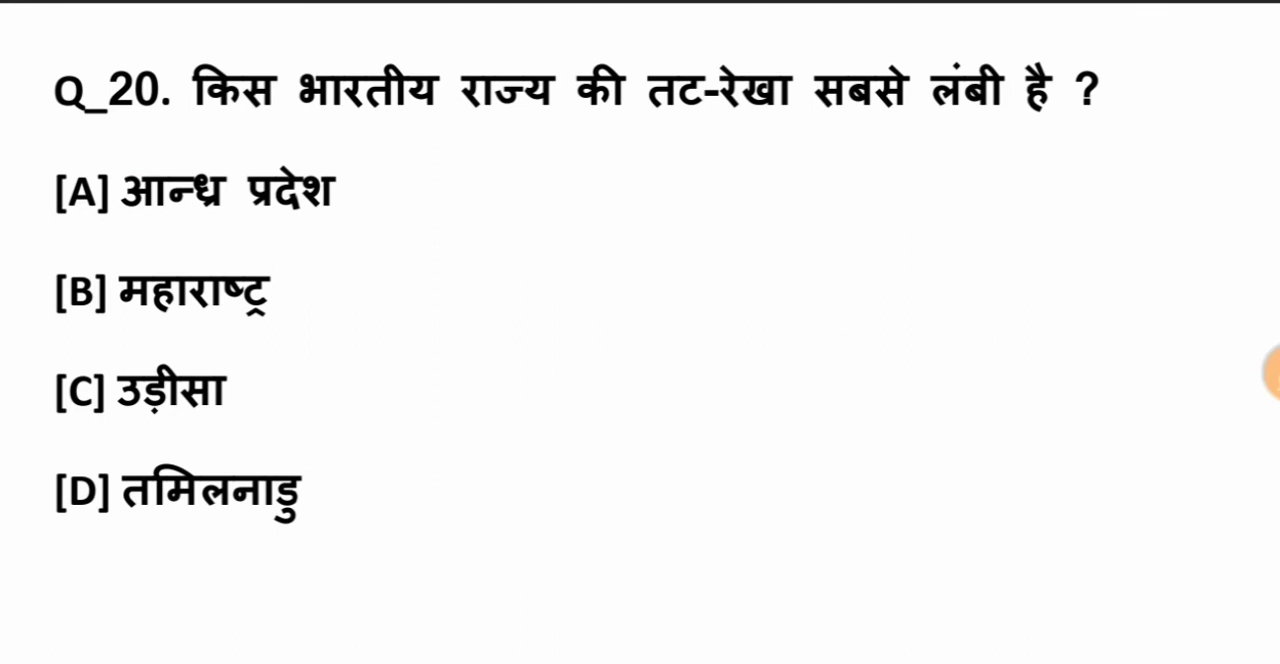 Q_20. किस भारतीय राज्य की तट-रेखा सबसे लंबी है ?
[A] आन्ध्र प्रदेश
[B] महाराष्ट्र
[C] उड़ीसा
[D] तमिलनाडु